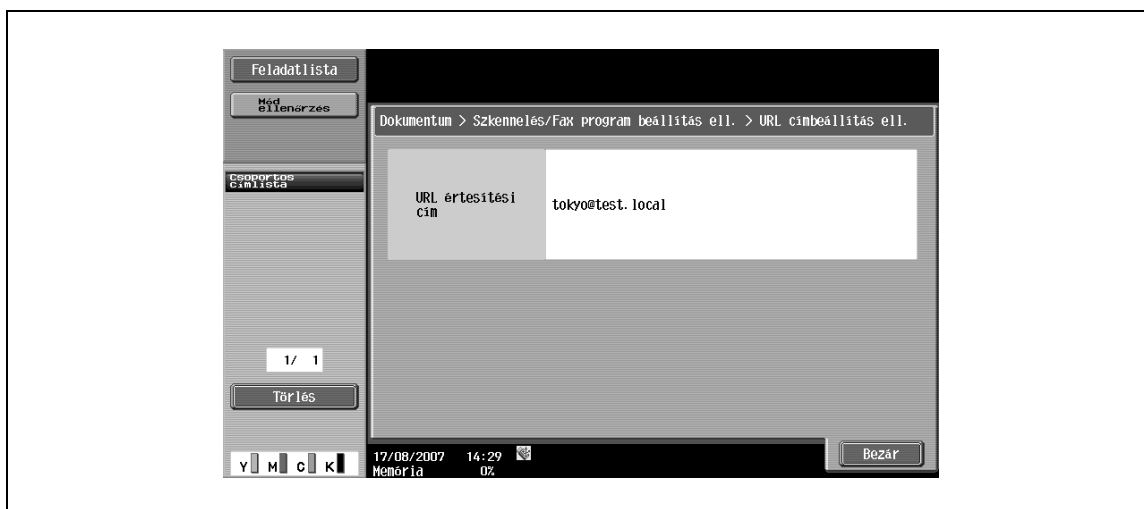 Feladatlista
Mód
ellenőrzés
Dokumentum > Szkennelés/Fax program beállítás ell. > URL címbeállítás ell.
Csoportos
címlista
URL értesítési
cím
tokyo@test.local
1/ 1
Törlés
Y M C K
17/08/2007 14:29
Memória 0%
Bezár